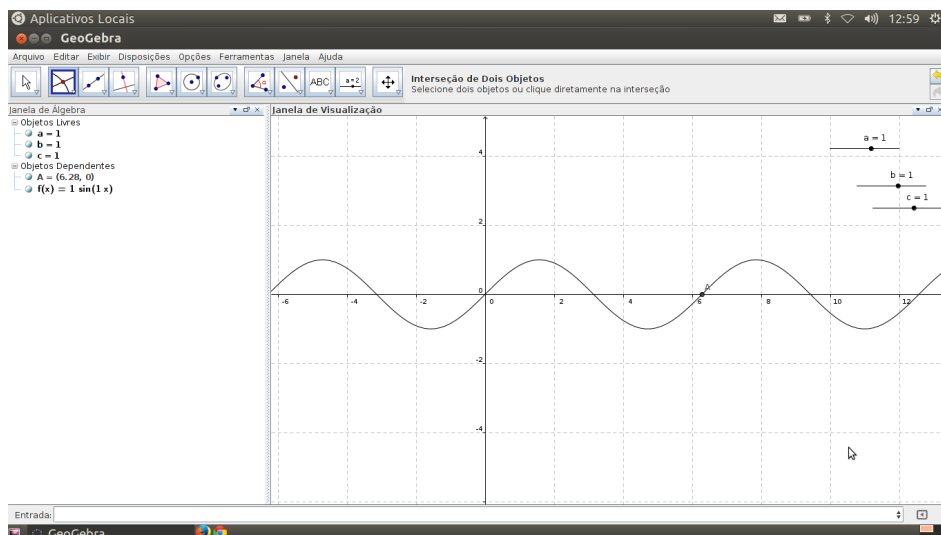 Aplicativos Locais 12:59
GeoGebra
Arquivo Editar Exibir Disposições Opções Ferramentas Janela Ajuda
ABC a=2
Interseção de Dois Objetos
Selecione dois objetos ou clique diretamente na interseção
Janela de Álgebra
Objetos Livres
a = 1
b = 1
c = 1
Objetos Dependentes
A = (6.28, 0)
f(x) = 1 sin(1 x)
Janela de Visualização
a = 1
b = 1
c = 1
4
2
0
A
-6 -4 -2 0 2 4 6 8 10 12
-2
-4
Entrada:
GeoGebra